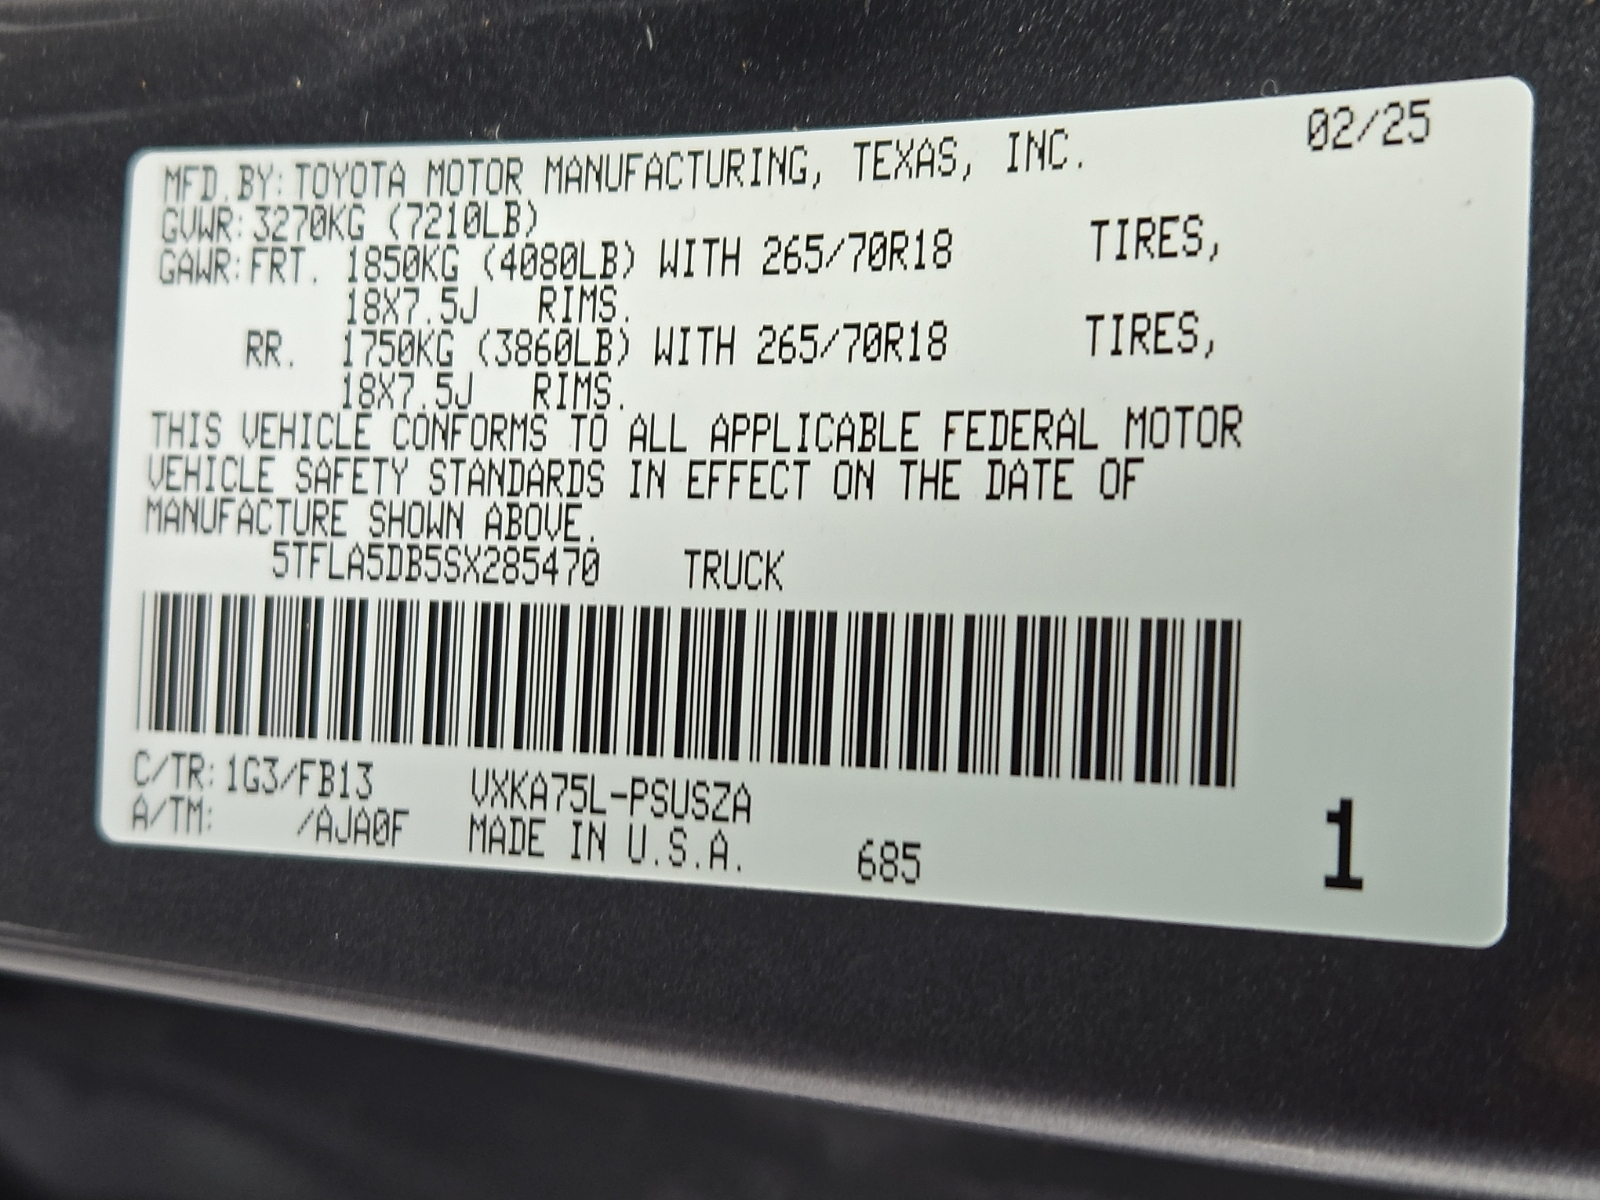 MFD.BY: TOYOTA MOTOR MANUFACTURING, TEXAS, INC. 02/25
GVWR: 3270KG (7210LB)
GAWR: FRT. 1850KG (4080LB) WITH 265/70R18 TIRES,
18X7.5J RIMS.
RR. 1750KG (3860LB) WITH 265/70R18 TIRES,
18X7.5J RIMS.
THIS VEHICLE CONFORMS TO ALL APPLICABLE FEDERAL MOTOR
VEHICLE SAFETY STANDARDS IN EFFECT ON THE DATE OF
MANUFACTURE SHOWN ABOVE.
5TFLA5DB5SX285470 TRUCK
C/TR: 1G3/FB13 VXKA75L-PSUSZA
A/TM: /AJA0F MADE IN U.S.A. 685 1